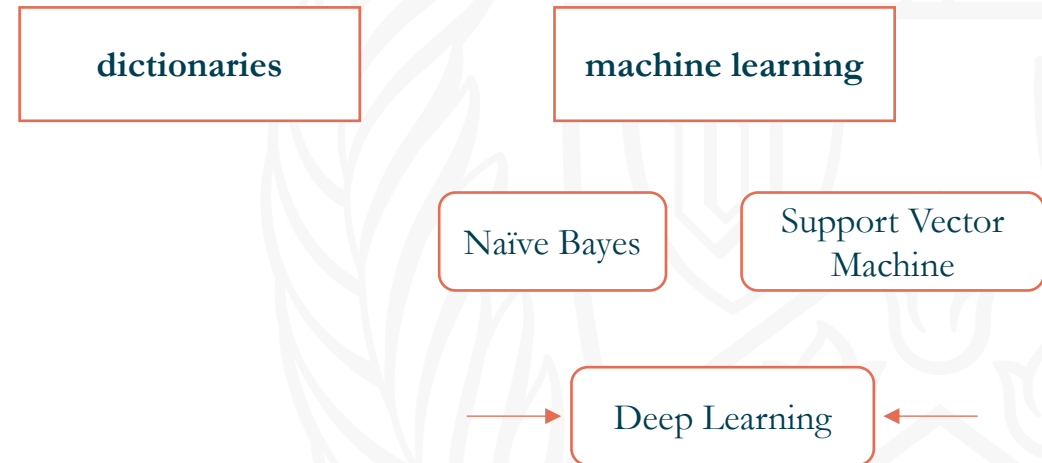 dictionaries
machine learning
Naïve Bayes
Support Vector
Machine
Deep Learning